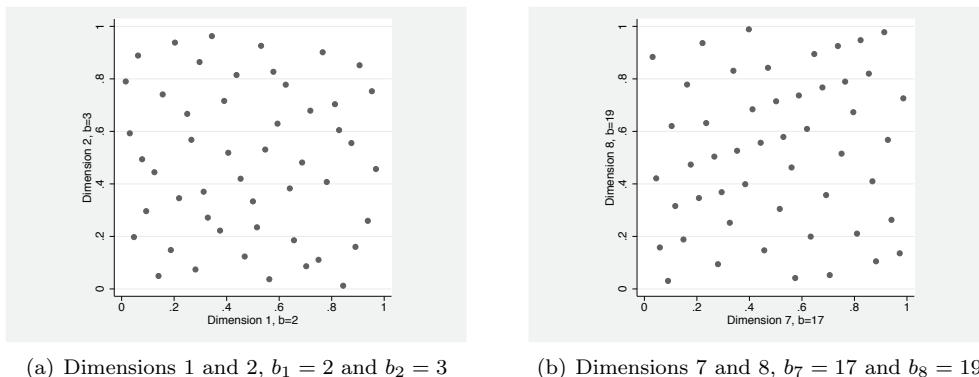 Dimension 2, b=3
1
.8
.6
.4
.2
0
0 .2 .4 .6 .8 1
Dimension 1, b=2
Dimension 8, b=19
1
.8
.6
.4
.2
0
0 .2 .4 .6 .8 1
Dimension 7, b=17
(a) Dimensions 1 and 2, b₁ = 2 and b₂ = 3
(b) Dimensions 7 and 8, b₇ = 17 and b₈ = 19